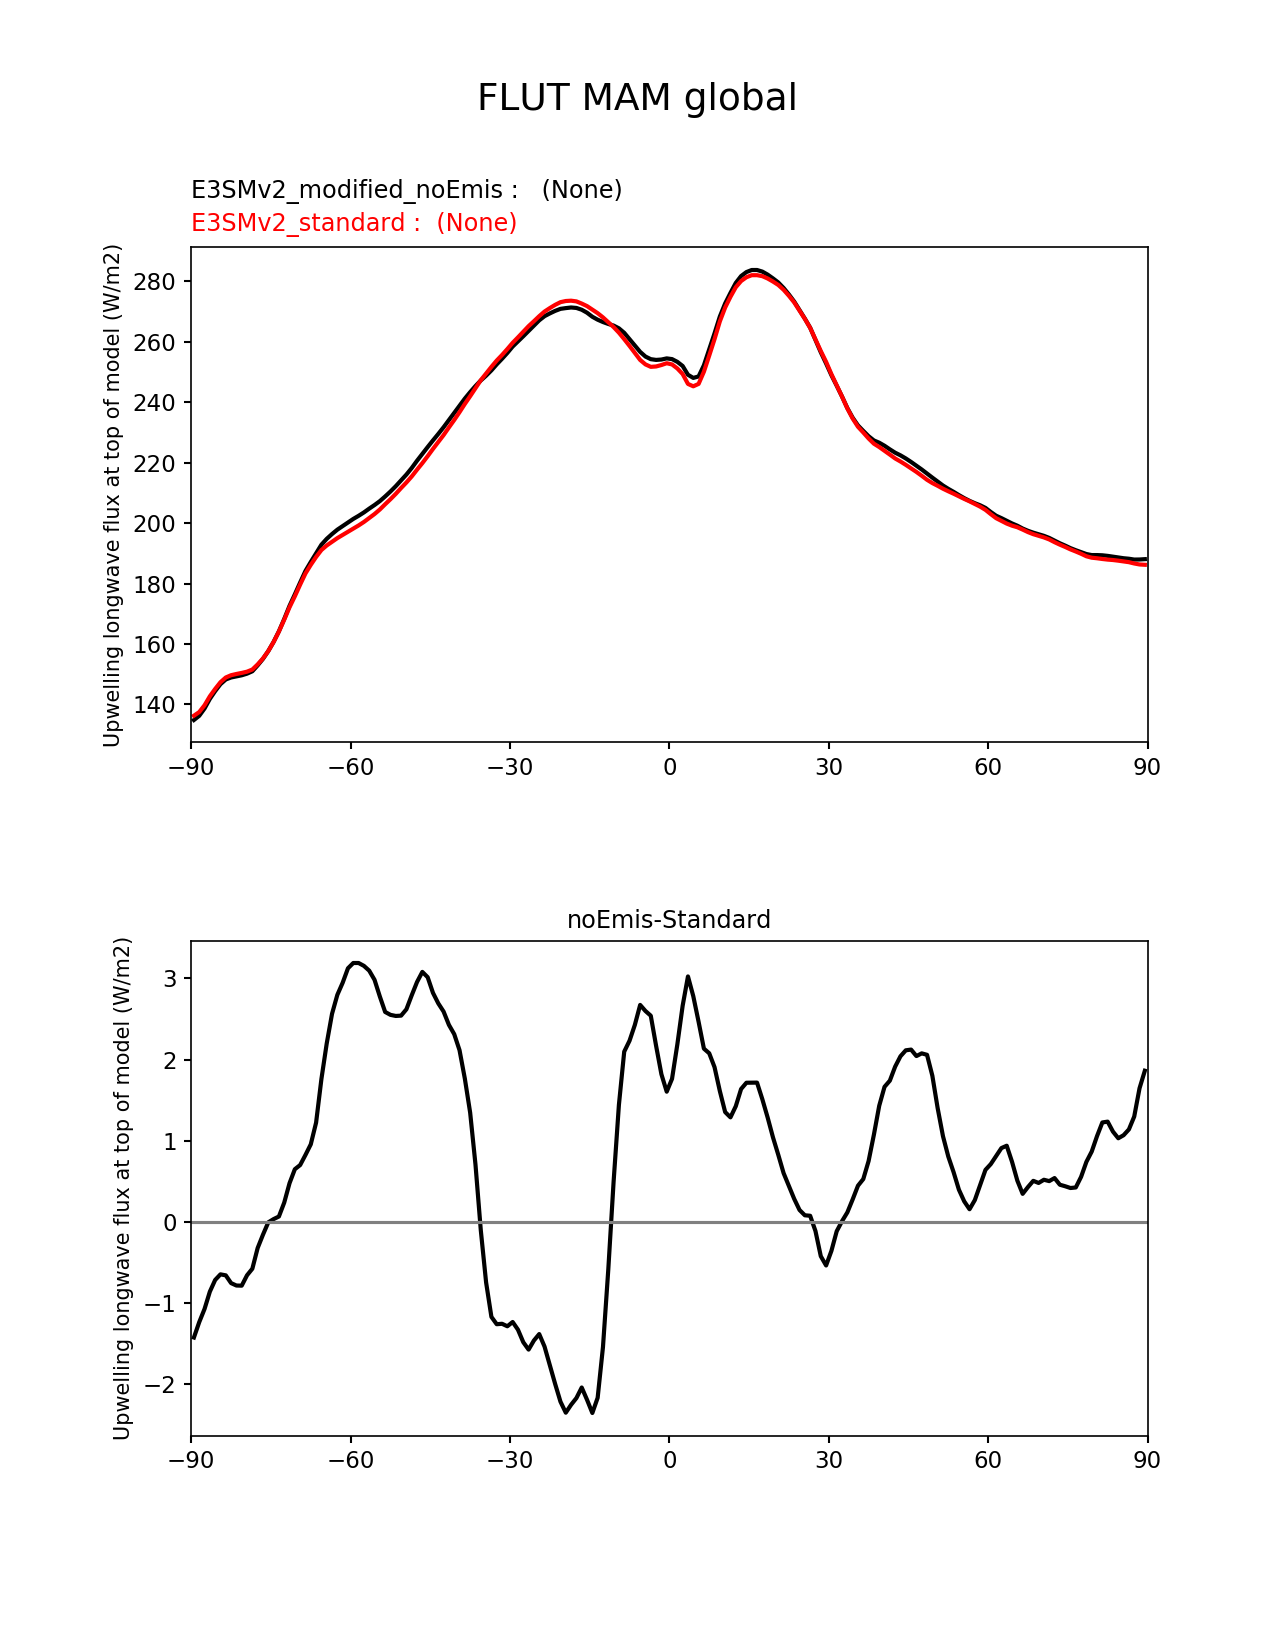 FLUT MAM global
E3SMv2_modified_noEmis :   (None)
E3SMv2_standard :  (None)
Upwelling longwave flux at top of model (W/m2)
280
260
240
220
200
180
160
140
−90 −60 −30 0 30 60 90
noEmis-Standard
Upwelling longwave flux at top of model (W/m2)
3
2
1
0
−1
−2
−90 −60 −30 0 30 60 90